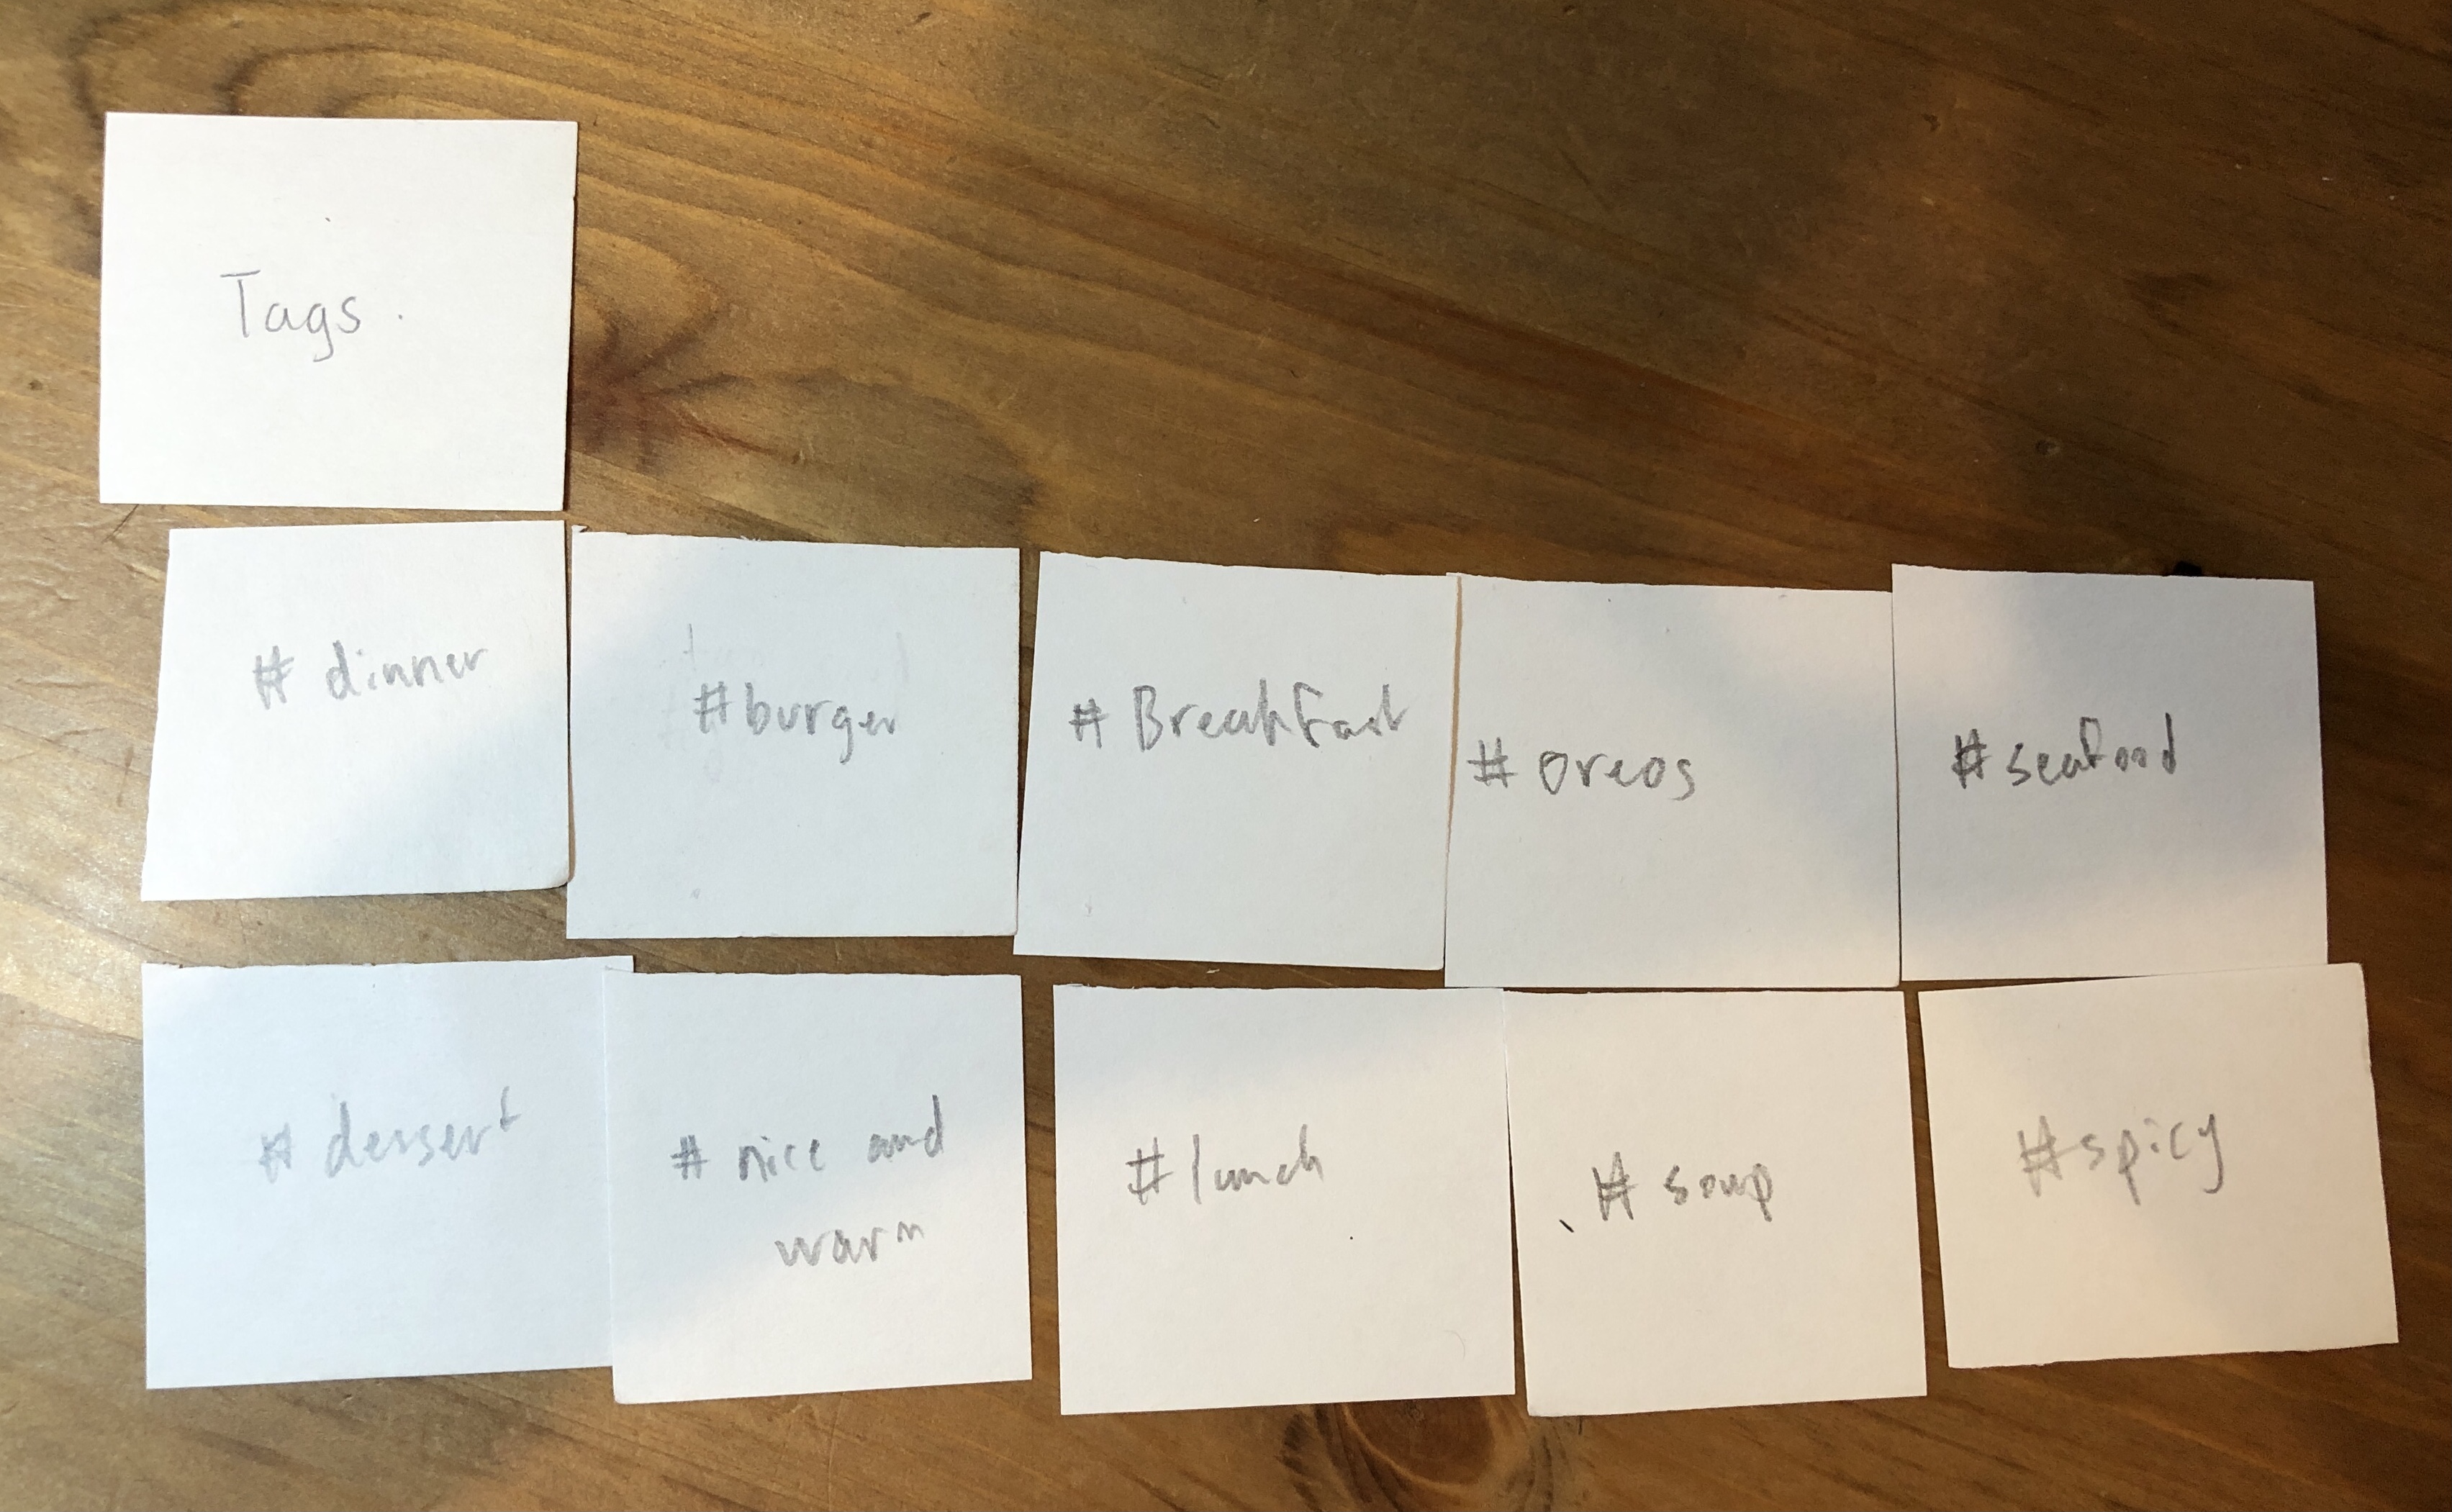 Tags.
# dinner
#burger
# BreakFast
# oreos
# seafood
# dessert
# nice and
warm
# lunch
# soup
#spicy